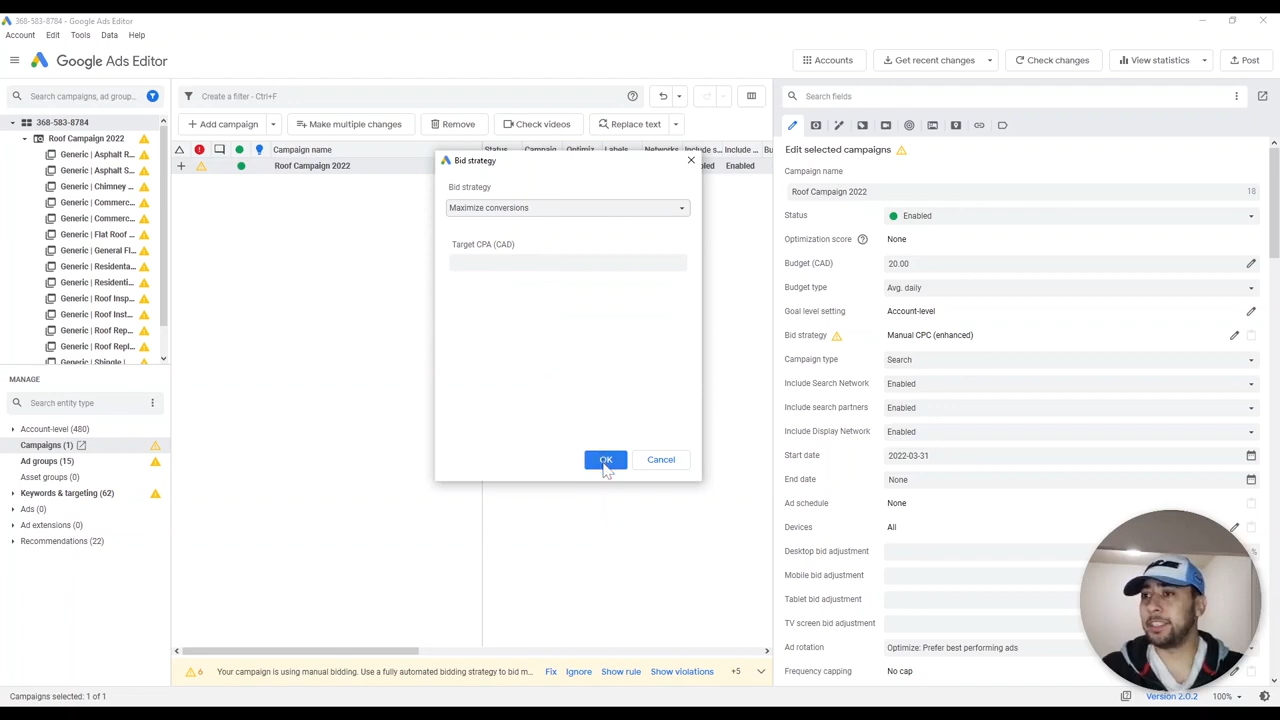 368-583-8784 - Google Ads Editor
Account Edit Tools Data Help
Google Ads Editor
Accounts
Get recent changes
Check changes
View statistics
Post
Search campaigns, ad group...
Create a filter - Ctrl+F
Search fields
368-583-8784
Roof Campaign 2022
Generic | Asphalt R...
Generic | Asphalt S...
Generic | Chimney ...
Generic | Commerc...
Generic | Commerc...
Generic | Flat Roof ...
Generic | General Fl...
Generic | Residenta...
Generic | Residenti...
Generic | Roof Insp...
Generic | Roof Inst...
Generic | Roof Rep...
Generic | Roof Repl...
Generic | Shingle |
MANAGE
Search entity type
Account-level (480)
Campaigns (1)
Ad groups (15)
Asset groups (0)
Keywords & targeting (62)
Ads (0)
Ad extensions (0)
Recommendations (22)
Add campaign
Make multiple changes
Remove
Check videos
Replace text
Campaign name Status Campaig Optimiz Labels Networks Include s... Include ... Bu
Roof Campaign 2022
Enabled
Bid strategy
Bid strategy
Maximize conversions
Target CPA (CAD)
OK
Cancel
6 Your campaign is using manual bidding. Use a fully automated bidding strategy to bid m... Fix Ignore Show rule Show violations +5
Edit selected campaigns
Campaign name
Roof Campaign 2022 18
Status Enabled
Optimization score None
Budget (CAD) 20.00
Budget type Avg. daily
Goal level setting Account-level
Bid strategy Manual CPC (enhanced)
Campaign type Search
Include Search Network Enabled
Include search partners Enabled
Include Display Network Enabled
Start date 2022-03-31
End date None
Ad schedule None
Devices All
Desktop bid adjustment %
Mobile bid adjustment
Tablet bid adjustment
TV screen bid adjustment
Ad rotation Optimize: Prefer best performing ads
Frequency capping No cap
Campaigns selected: 1 of 1
Version 2.0.2
100%